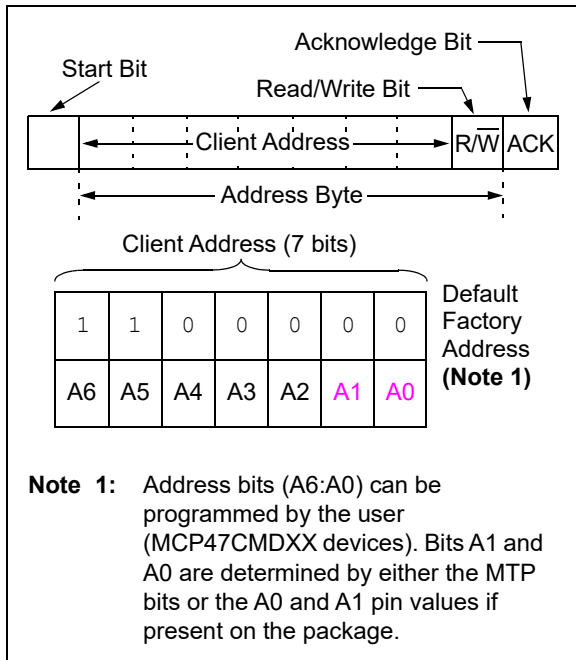 Acknowledge Bit
Start Bit
Read/Write Bit
Client Address R/W ACK
Address Byte
Client Address (7 bits)
1 1 0 0 0 0 0
A6 A5 A4 A3 A2 A1 A0
Default
Factory
Address
(Note 1)
Note 1: Address bits (A6:A0) can be
programmed by the user
(MCP47CMDXX devices). Bits A1 and
A0 are determined by either the MTP
bits or the A0 and A1 pin values if
present on the package.